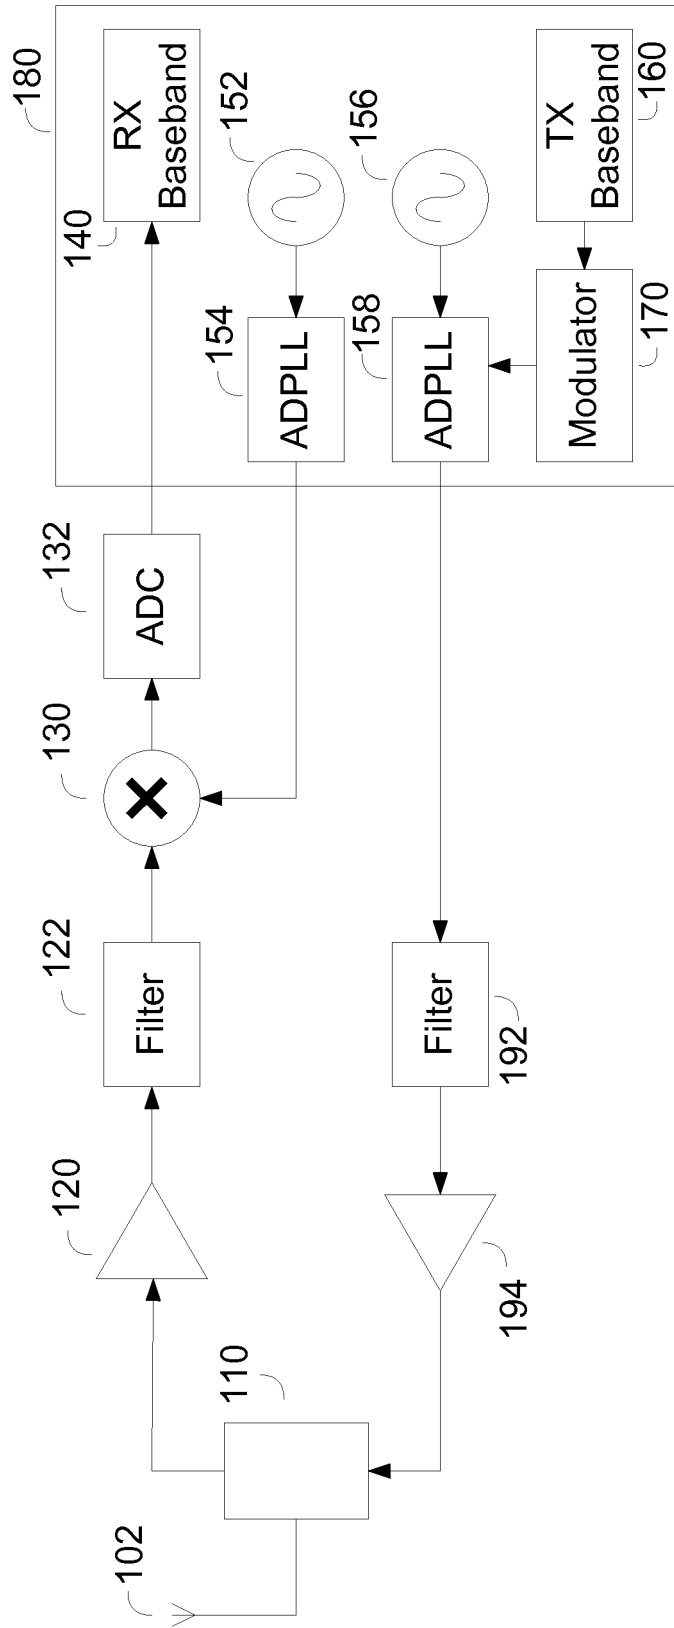 102
110
120
122
Filter
130
132
ADC
180
140
RX
Baseband
152
154
ADPLL
156
158
ADPLL
TX
Baseband
160
Modulator
170
Filter
192
194